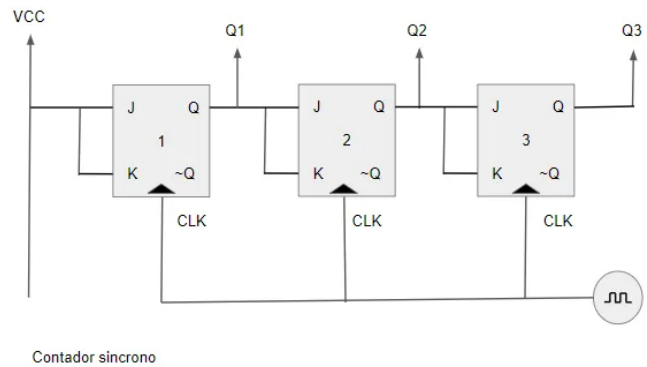 VCC
Q1
Q2
Q3
J Q
J Q
J Q
1
2
3
K ~Q
K ~Q
K ~Q
CLK
CLK
CLK
Contador sincrono